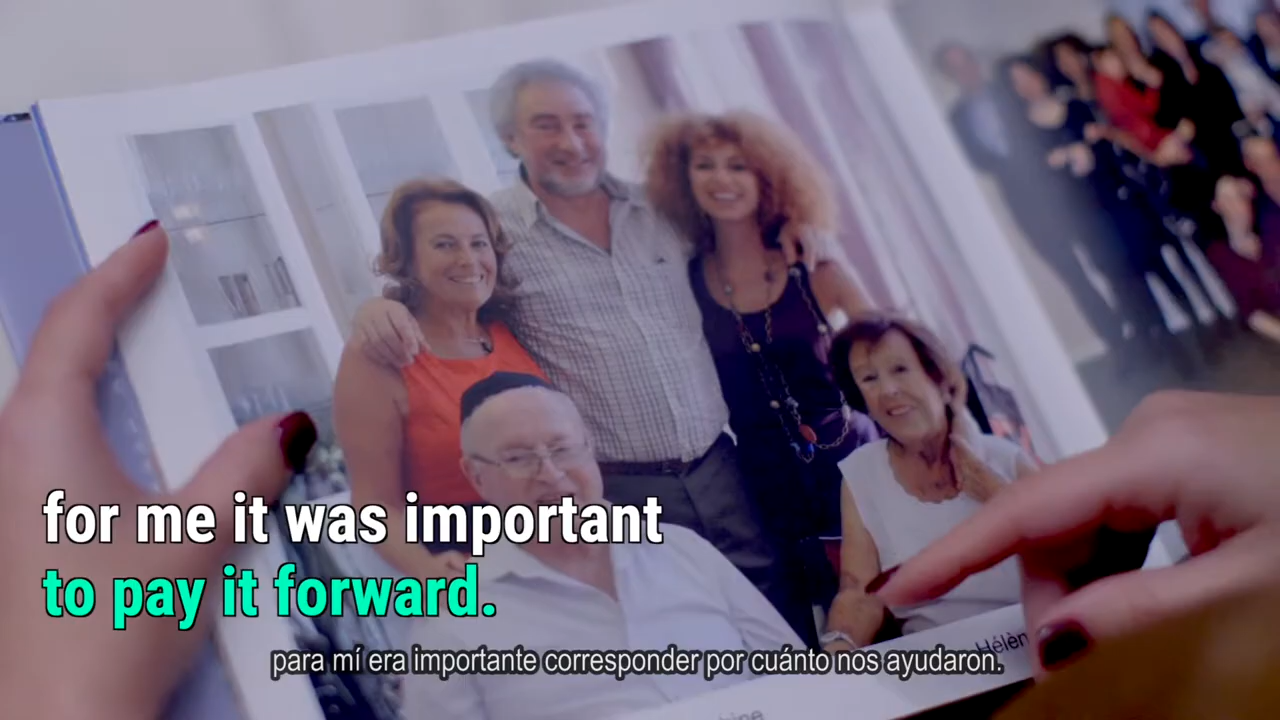 for me it was important
to pay it forward.
para mí era importante corresponder por cuánto nos ayudaron.